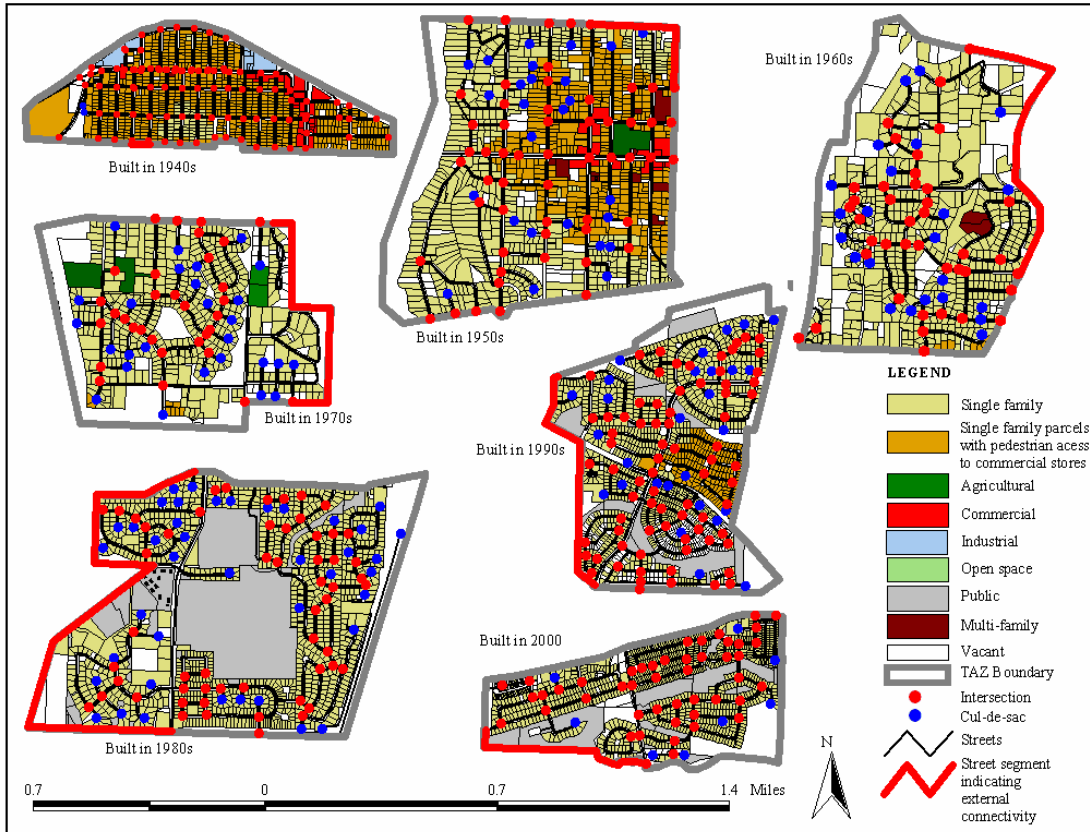 Built in 1940s
Built in 1950s
Built in 1960s
Built in 1970s
Built in 1990s
Built in 1980s
Built in 2000
LEGEND
Single family
Single family parcels
with pedestrian acess
to commercial stores
Agricultural
Commercial
Industrial
Open space
Public
Multi-family
Vacant
TAZ Boundary
Intersection
Cul-de-sac
Streets
Street segment
indicating
external
connectivity
N
0.7 0 0.7 1.4 Miles